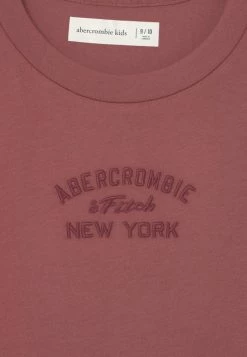 abercrombie kids
9/10
ABERCROMBIE
& Fitch
NEW YORK